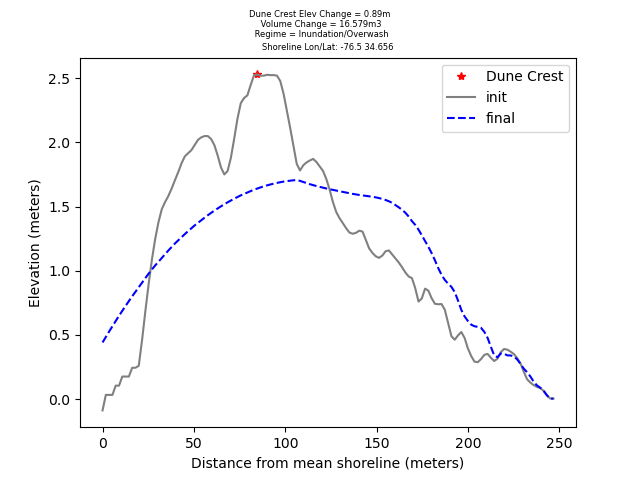 Dune Crest Elev Change = 0.89m
Volume Change = 16.579m3
Regime = Inundation/Overwash
Shoreline Lon/Lat: -76.5 34.656
Dune Crest
init
final
2.5
2.0
1.5
1.0
0.5
0.0
Elevation (meters)
0 50 100 150 200 250
Distance from mean shoreline (meters)